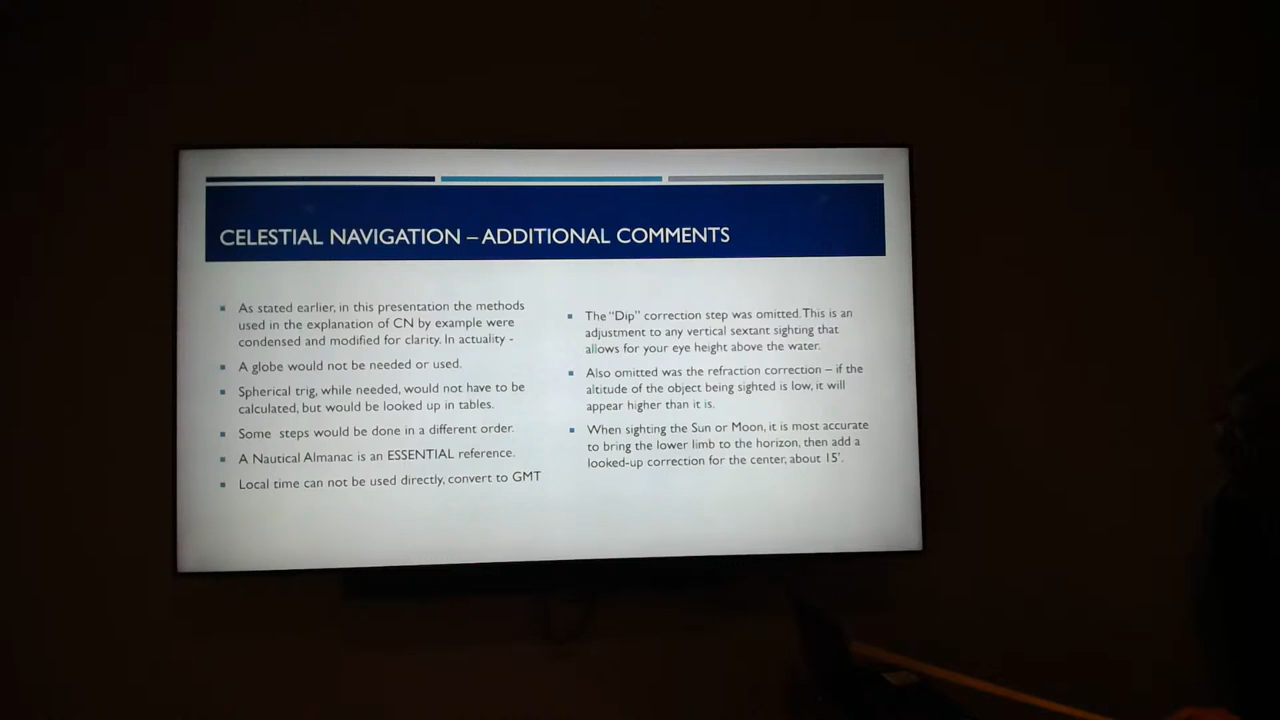 CELESTIAL NAVIGATION – ADDITIONAL COMMENTS
▪ As stated earlier, in this presentation the methods
used in the explanation of CN by example were
condensed and modified for clarity. In actuality -
▪ A globe would not be needed or used.
▪ Spherical trig, while needed, would not have to be
calculated, but would be looked up in tables.
▪ Some steps would be done in a different order.
▪ A Nautical Almanac is an ESSENTIAL reference.
▪ Local time can not be used directly, convert to GMT
▪ The “Dip” correction step was omitted. This is an
adjustment to any vertical sextant sighting that
allows for your eye height above the water.
▪ Also omitted was the refraction correction – if the
altitude of the object being sighted is low, it will
appear higher than it is.
▪ When sighting the Sun or Moon, it is most accurate
to bring the lower limb to the horizon, then add a
looked-up correction for the center, about 15’.